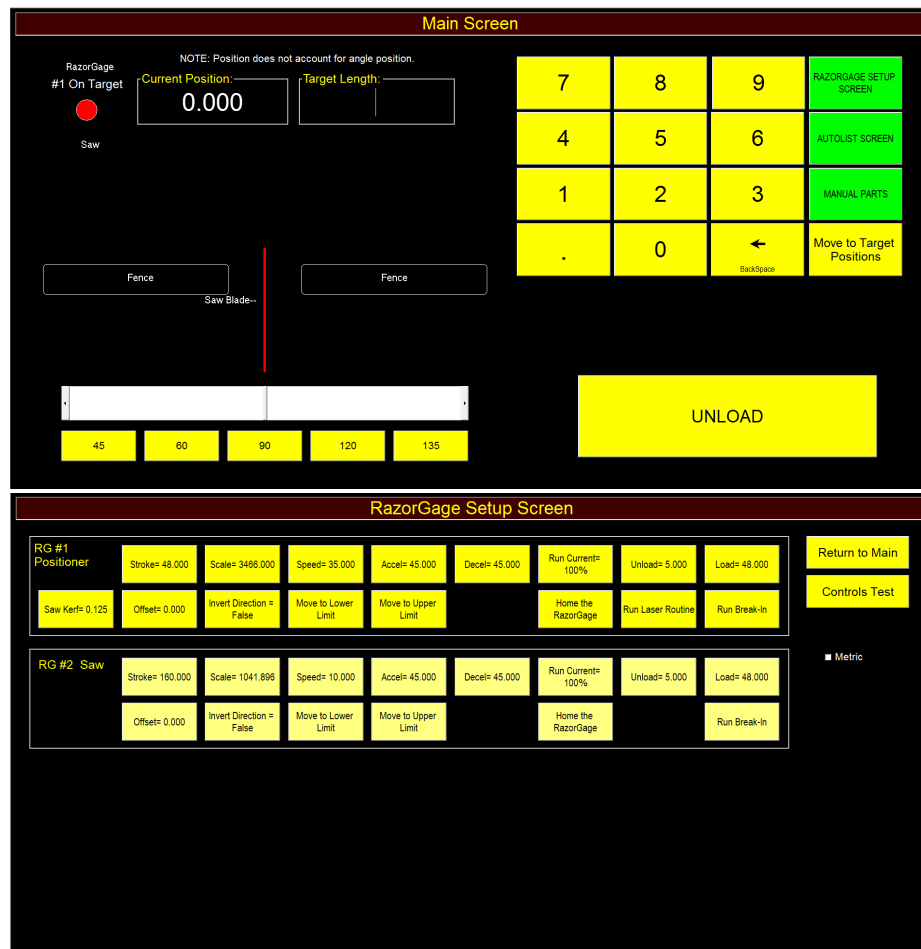 Main Screen
NOTE: Position does not account for angle position.
RazorGage
#1 On Target
Current Position:
0.000
Target Length:
Saw
7
8
9
RAZORGAGE SETUP
SCREEN
4
5
6
AUTOLIST SCREEN
1
2
3
MANUAL PARTS
.
0
BackSpace
Move to Target
Positions
Fence
Fence
Saw Blade--
45
60
90
120
135
UNLOAD
RazorGage Setup Screen
RG #1
Positioner
Stroke= 48.000
Scale= 3466.000
Speed= 35.000
Accel= 45.000
Decel= 45.000
Run Current=
100%
Unload= 5.000
Load= 48.000
Return to Main
Saw Kerf= 0.125
Offset= 0.000
Invert Direction =
False
Move to Lower
Limit
Move to Upper
Limit
Home the
RazorGage
Run Laser Routine
Run Break-In
Controls Test
RG #2 Saw
Stroke= 160.000
Scale= 1041.896
Speed= 10.000
Accel= 45.000
Decel= 45.000
Run Current=
100%
Unload= 5.000
Load= 48.000
Metric
Offset= 0.000
Invert Direction =
False
Move to Lower
Limit
Move to Upper
Limit
Home the
RazorGage
Run Break-In